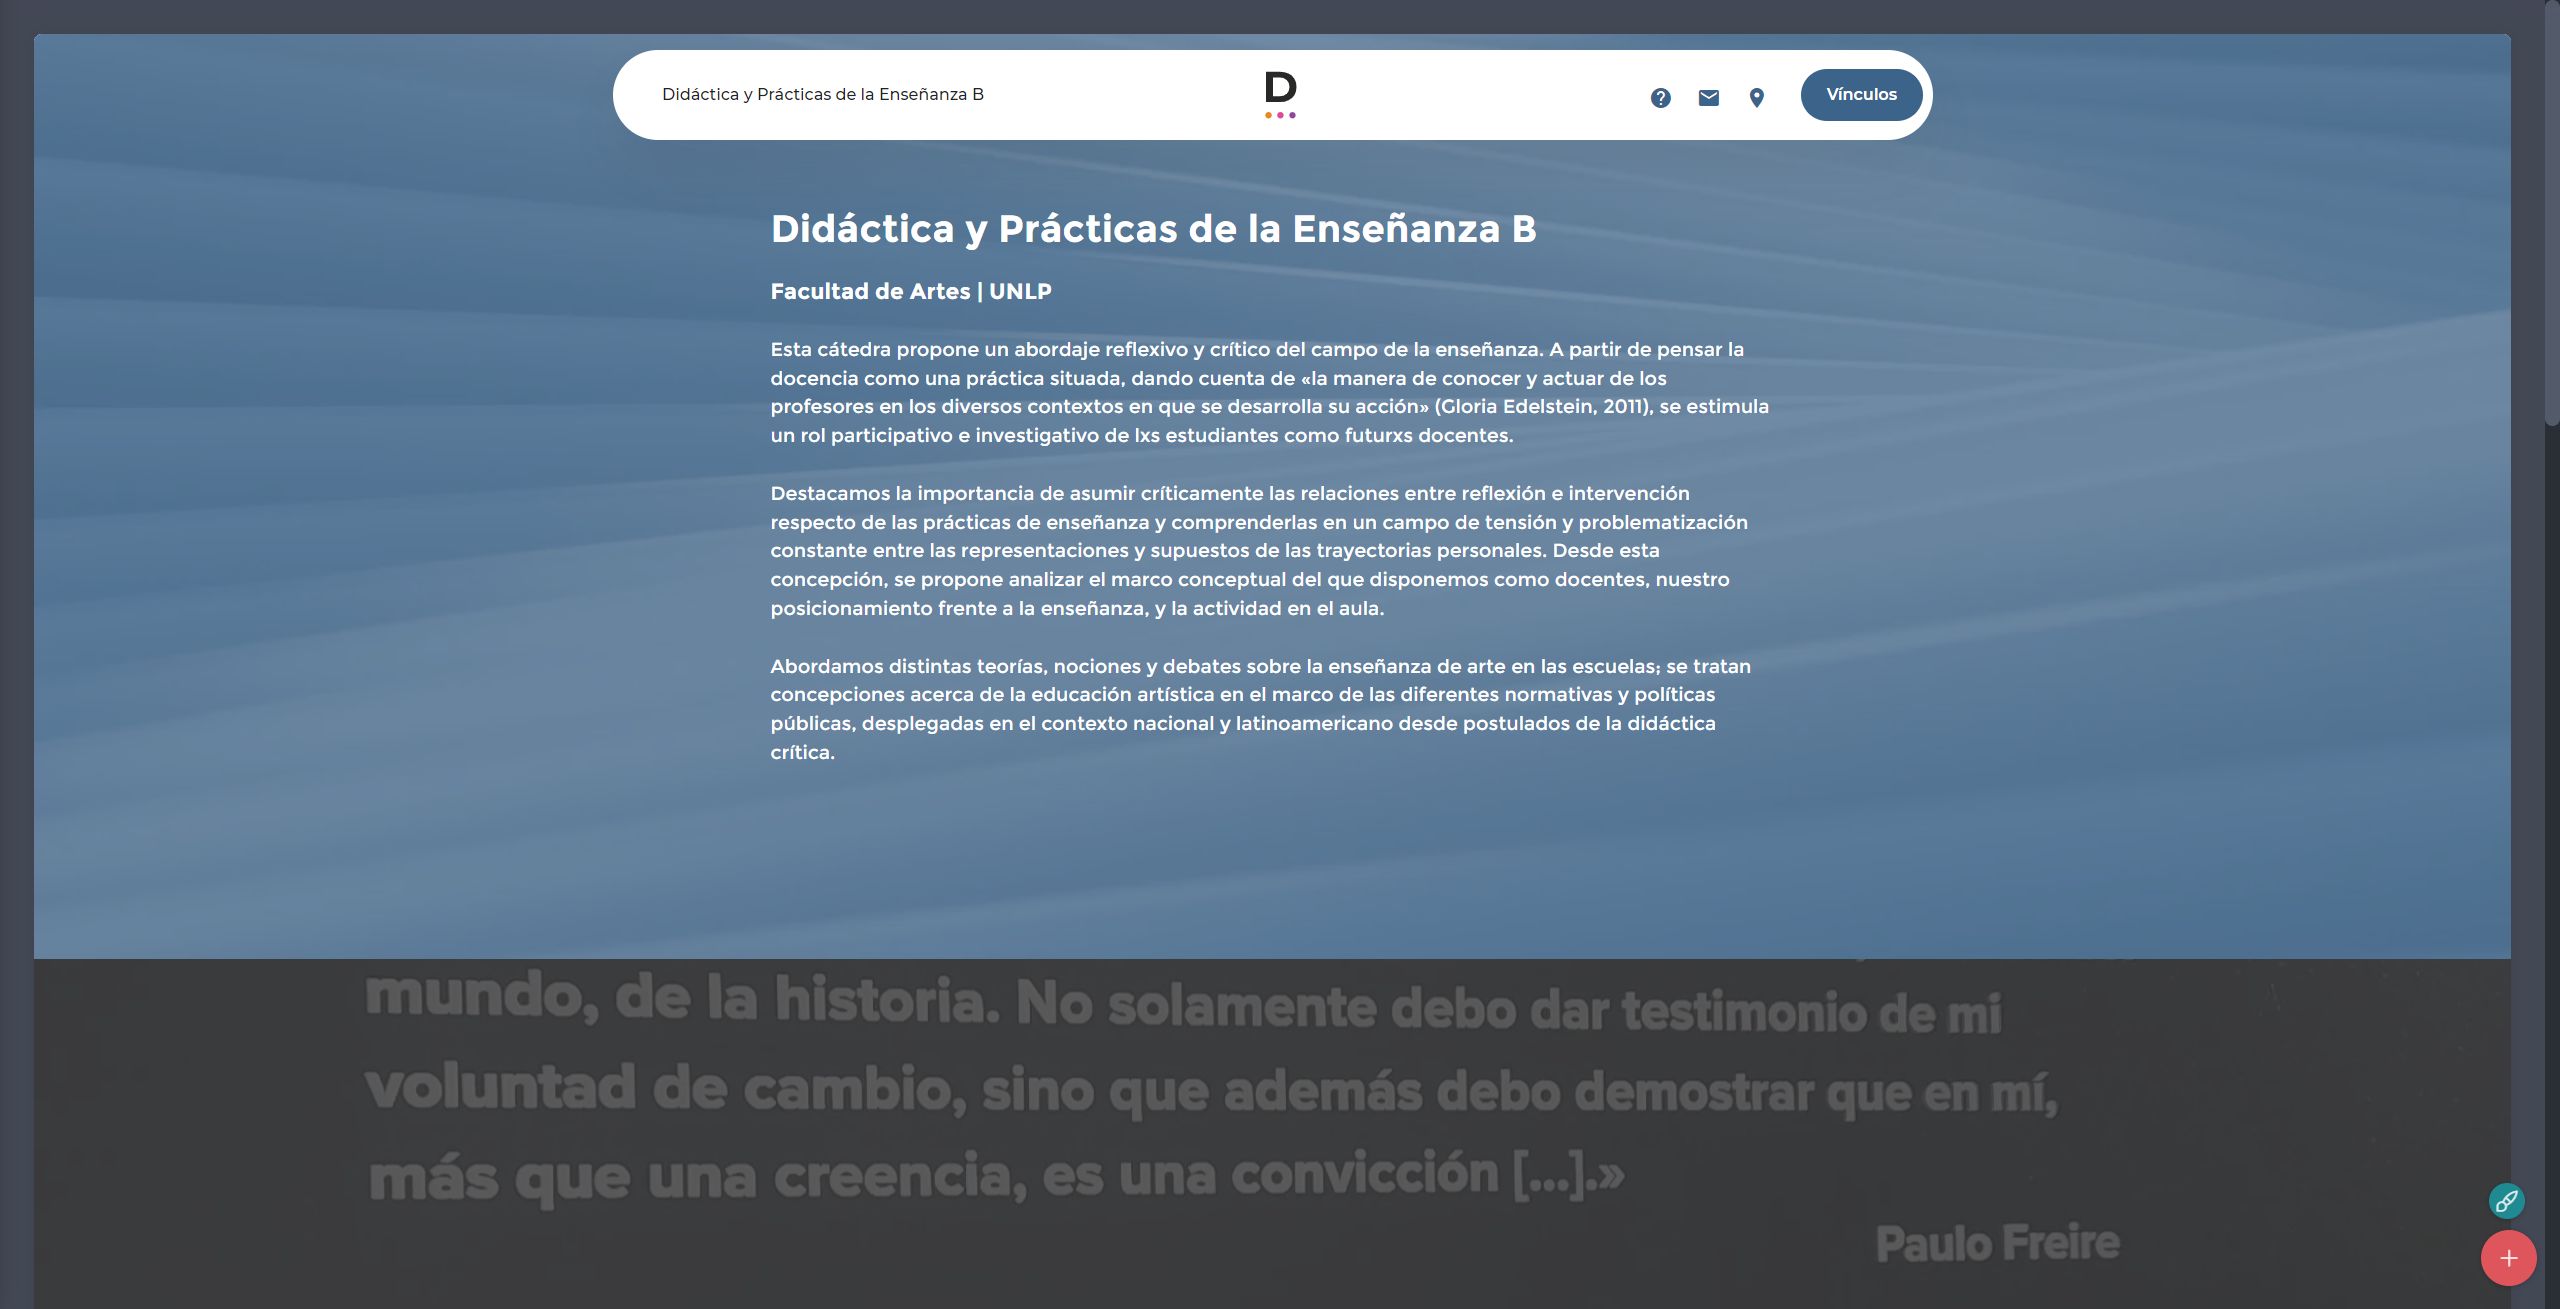 Didáctica y Prácticas de la Enseñanza B
D
Vínculos
Didáctica y Prácticas de la Enseñanza B
Facultad de Artes | UNLP
Esta cátedra propone un abordaje reflexivo y crítico del campo de la enseñanza. A partir de pensar la
docencia como una práctica situada, dando cuenta de «la manera de conocer y actuar de los
profesores en los diversos contextos en que se desarrolla su acción» (Gloria Edelstein, 2011), se estimula
un rol participativo e investigativo de lxs estudiantes como futurxs docentes.
Destacamos la importancia de asumir críticamente las relaciones entre reflexión e intervención
respecto de las prácticas de enseñanza y comprenderlas en un campo de tensión y problematización
constante entre las representaciones y supuestos de las trayectorias personales. Desde esta
concepción, se propone analizar el marco conceptual del que disponemos como docentes, nuestro
posicionamiento frente a la enseñanza, y la actividad en el aula.
Abordamos distintas teorías, nociones y debates sobre la enseñanza de arte en las escuelas; se tratan
concepciones acerca de la educación artística en el marco de las diferentes normativas y políticas
públicas, desplegadas en el contexto nacional y latinoamericano desde postulados de la didáctica
crítica.
mundo, de la historia. No solamente debo dar testimonio de mi
voluntad de cambio, sino que además debo demostrar que en mí,
más que una creencia, es una convicción [...].»
Paulo Freire